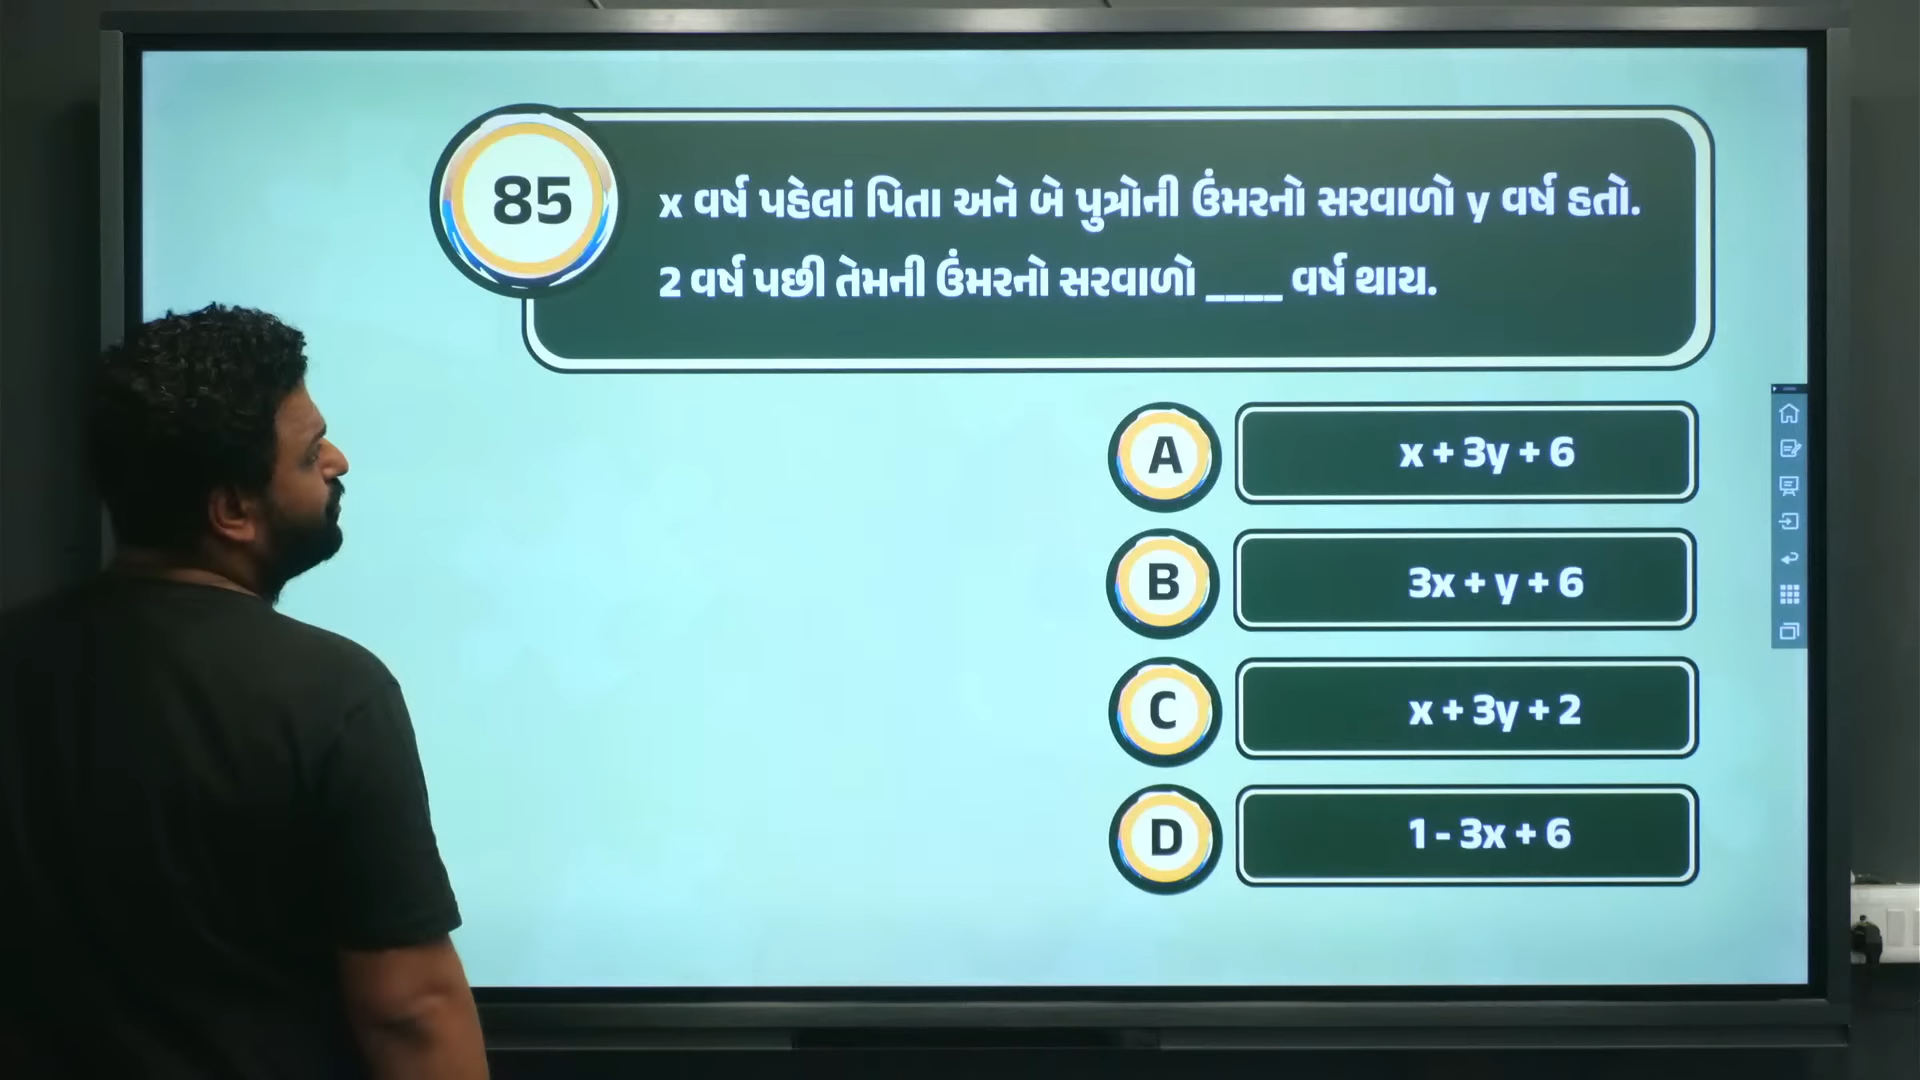 85
x વર્ષ પહેલાં પિતા અને બે પુત્રોની ઉંમરનો સરવાળો y વર્ષ હતો.
2 વર્ષ પછી તેમની ઉંમરનો સરવાળો ____ વર્ષ થાય.
A x + 3y + 6
B 3x + y + 6
C x + 3y + 2
D 1 - 3x + 6